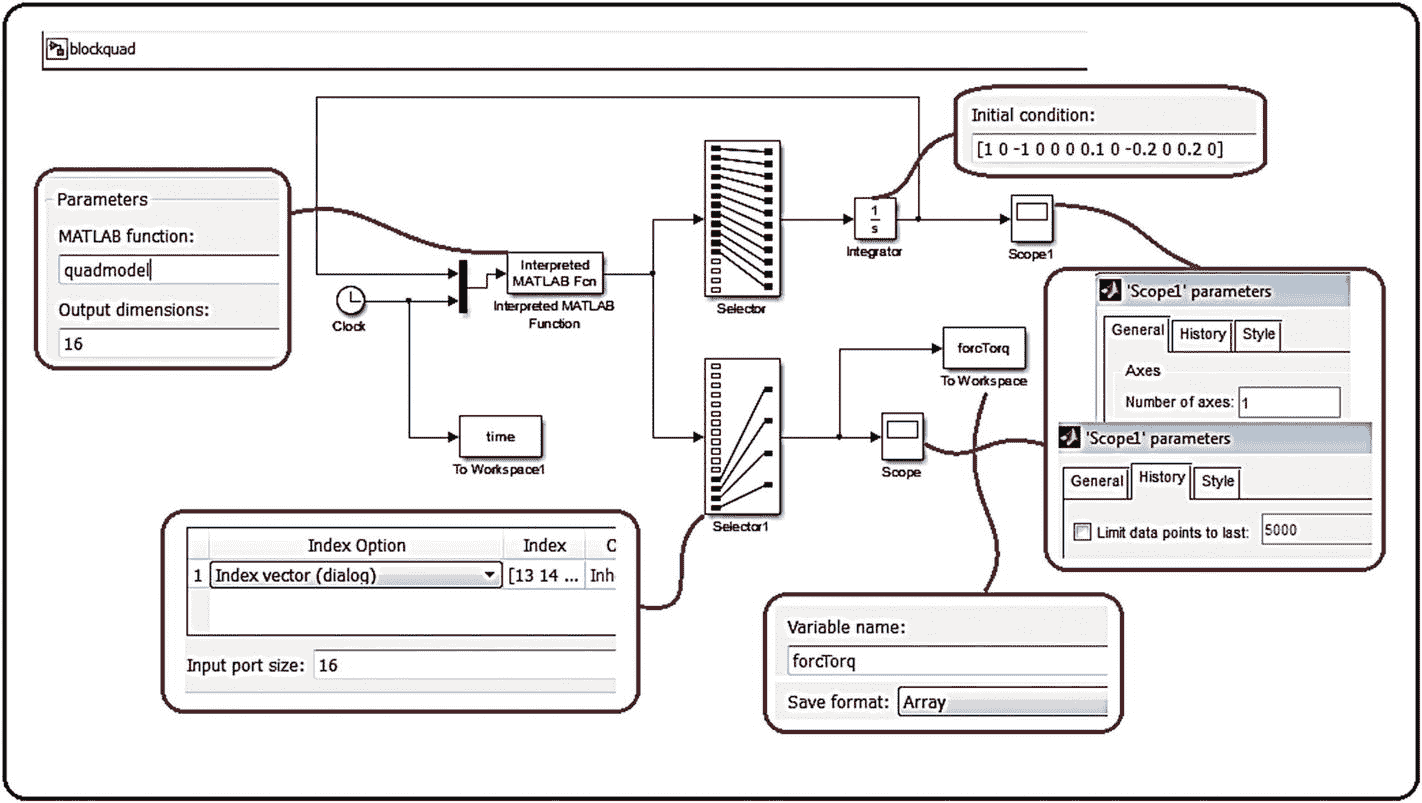 blockquad
Initial condition:
[1 0 -1 0 0 0 0.1 0 -0.2 0 0.2 0]
Parameters
MATLAB function:
quadmodel
Output dimensions:
16
Clock
Interpreted
MATLAB Fcn
Interpreted MATLAB
Function
Selector
1
s
Integrator
Scope1
time
To Workspace1
Selector1
forcTorq
To Workspace
Scope
'Scope1' parameters
General History Style
Axes
Number of axes: 1
'Scope1' parameters
General History Style
Limit data points to last: 5000
Index Option Index O
1 Index vector (dialog) [13 14 ... Inh
Input port size: 16
Variable name:
forcTorq
Save format: Array